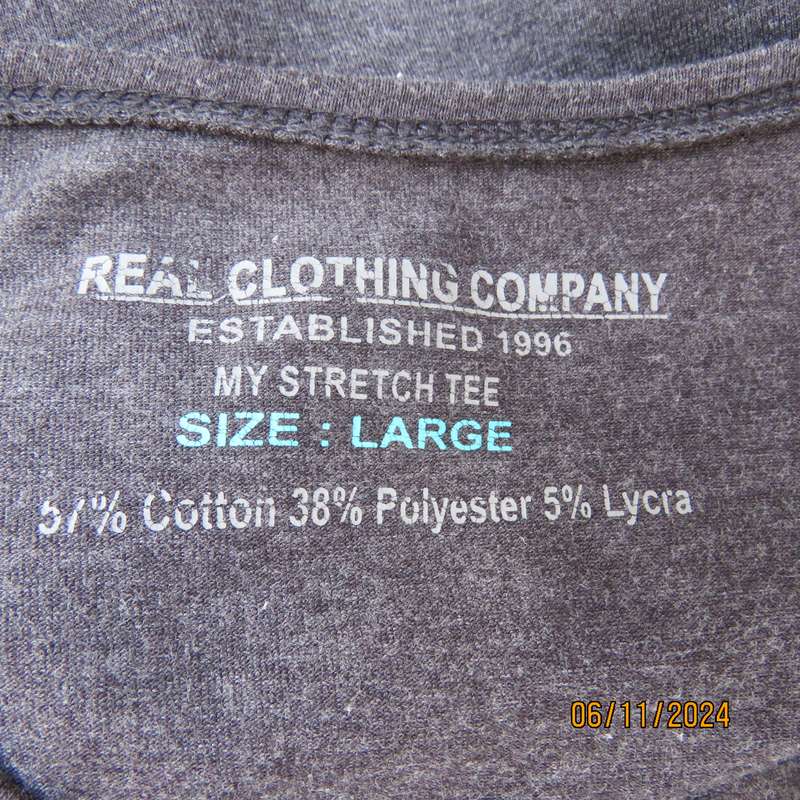 REAL CLOTHING COMPANY
ESTABLISHED 1996
MY STRETCH TEE
SIZE : LARGE
57% Cotton 38% Polyester 5% Lycra
06/11/2024